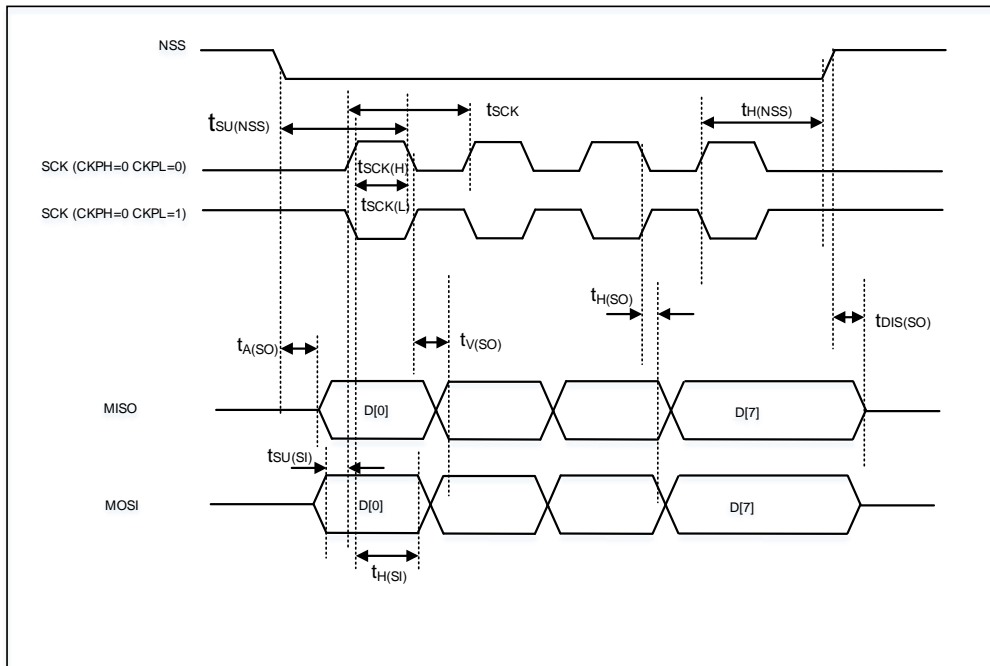 NSS
tSCK
tH(NSS)
tSU(NSS)
SCK (CKPH=0 CKPL=0)
tSCK(H)
tSCK(L)
SCK (CKPH=0 CKPL=1)
tH(SO)
tDIS(SO)
tA(SO)
tV(SO)
MISO
D[0]
D[7]
tSU(SI)
MOSI
D[0]
D[7]
tH(SI)